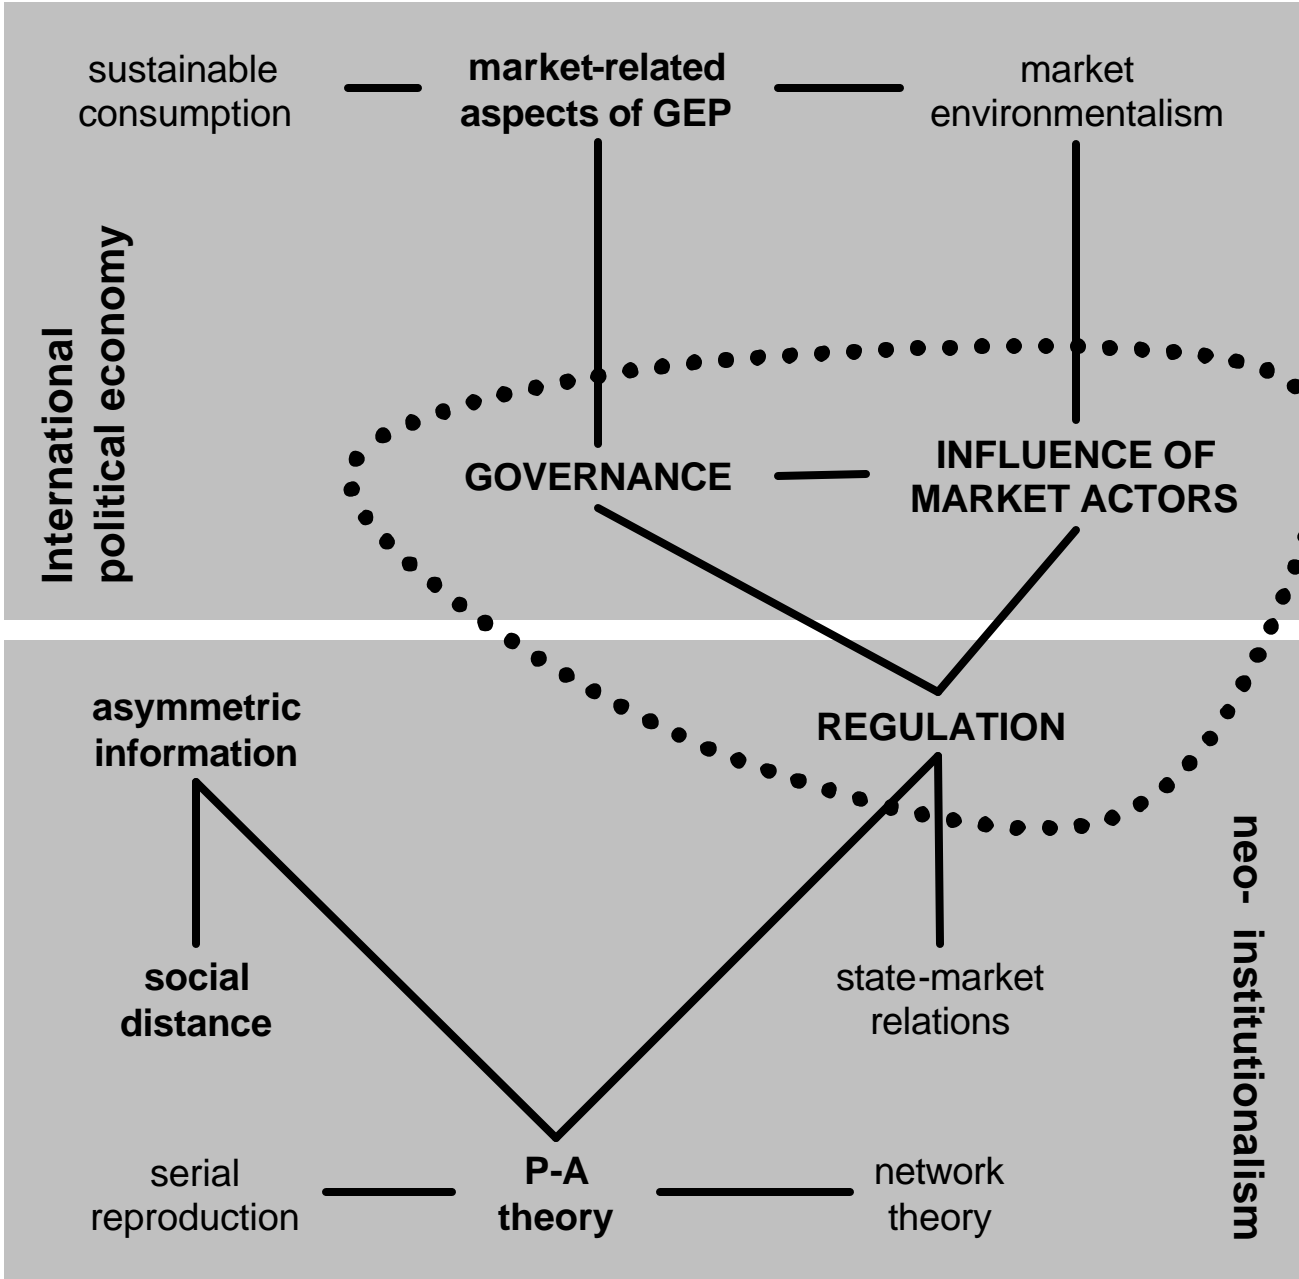 sustainable
consumption
market-related
aspects of GEP
market
environmentalism
International
political economy
GOVERNANCE
INFLUENCE OF
MARKET ACTORS
asymmetric
information
REGULATION
neo- institutionalism
social
distance
state-market
relations
serial
reproduction
P-A
theory
network
theory